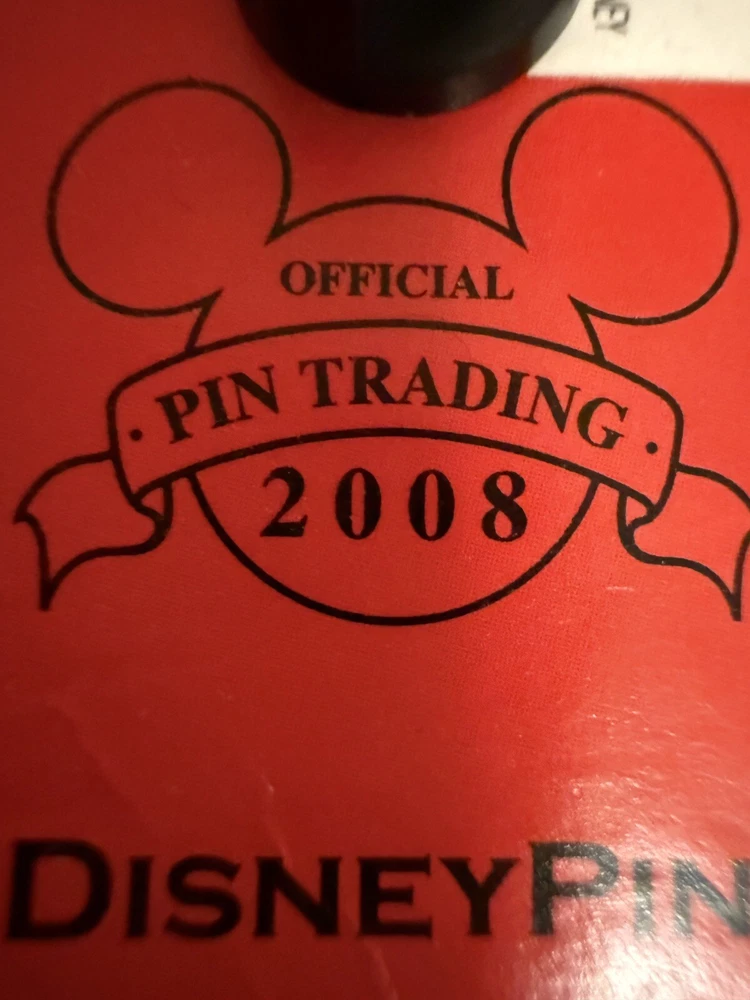 OFFICIAL
· PIN TRADING ·
2008
DISNEYPIN